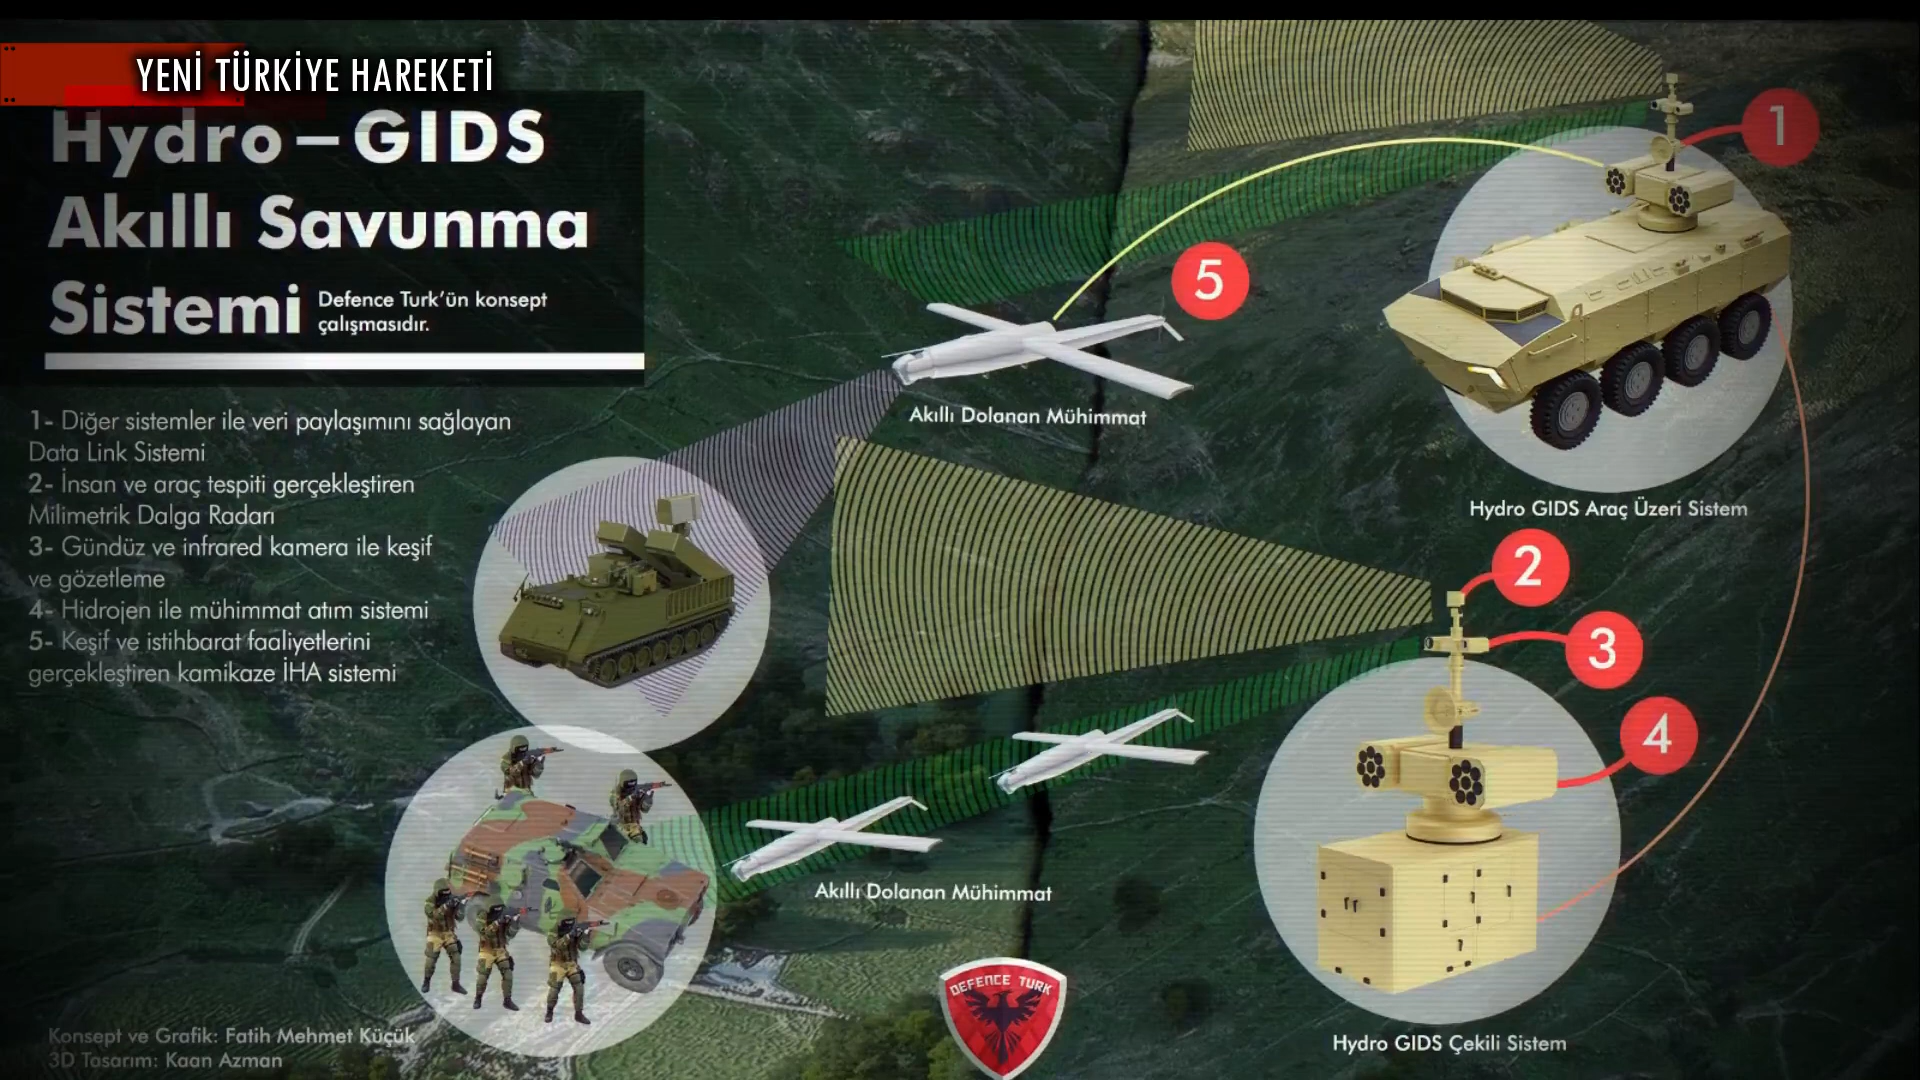 YENİ TÜRKİYE HAREKETİ
Hydro – GIDS
Akıllı Savunma
Sistemi
Defence Turk'ün konsept
çalışmasıdır.
1- Diğer sistemler ile veri paylaşımını sağlayan
Data Link Sistemi
2- İnsan ve araç tespiti gerçekleştiren
Milimetrik Dalga Radarı
3- Gündüz ve infrared kamera ile keşif
ve gözetleme
4- Hidrojen ile mühimmat atım sistemi
5- Keşif ve istihbarat faaliyetlerini
gerçekleştiren kamikaze İHA sistemi
1
5
Akıllı Dolanan Mühimmat
Hydro GIDS Araç Üzeri Sistem
2
3
4
Akıllı Dolanan Mühimmat
DEFENCE TURK
Hydro GIDS Çekili Sistem
Konsept ve Grafik: Fatih Mehmet Küçük
3D Tasarım: Kaan Azman